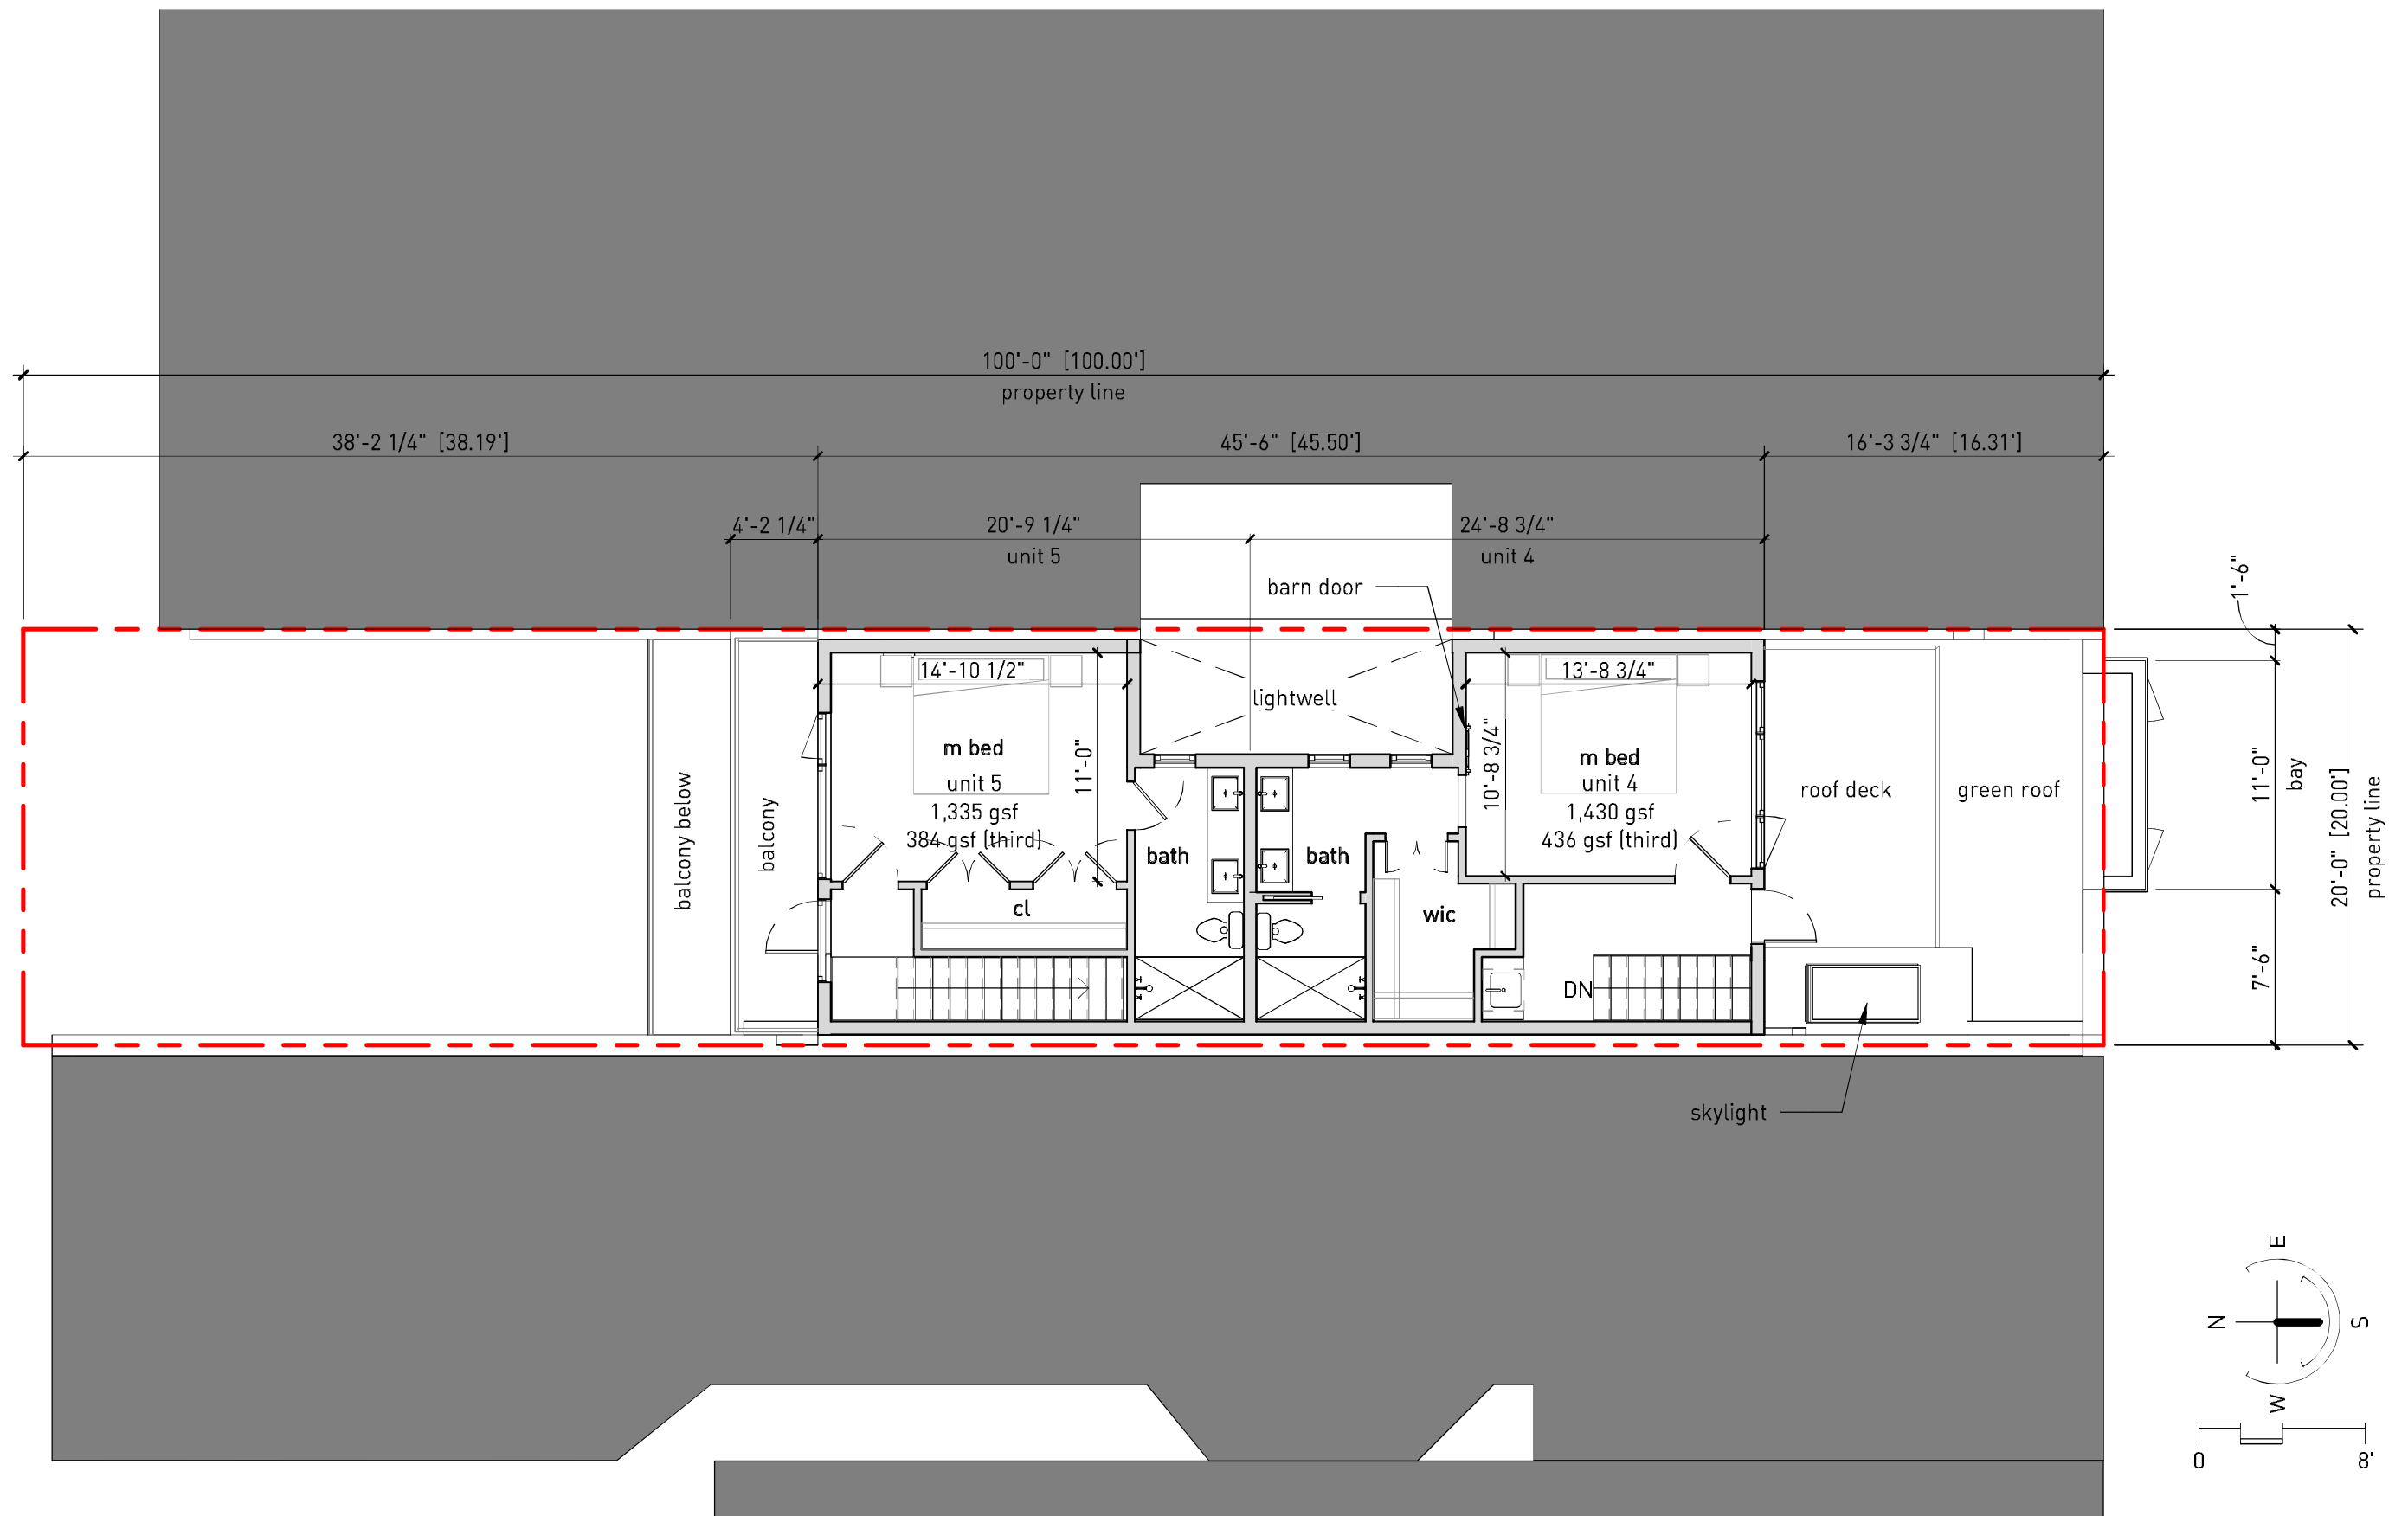 100'-0" [100.00']
property line
38'-2 1/4" [38.19']
45'-6" [45.50']
16'-3 3/4" [16.31']
4'-2 1/4"
20'-9 1/4"
unit 5
24'-8 3/4"
unit 4
barn door
1'-6"
14'-10 1/2"
13'-8 3/4"
lightwell
m bed
unit 5
1,335 gsf
384 gsf (third)
11'-0"
10'-8 3/4"
m bed
unit 4
1,430 gsf
436 gsf (third)
roof deck
green roof
11'-0"
bay
20'-0" [20.00']
property line
balcony below
balcony
bath
bath
cl
wic
7'-6"
DN
skylight
E
N
S
W
0
8'